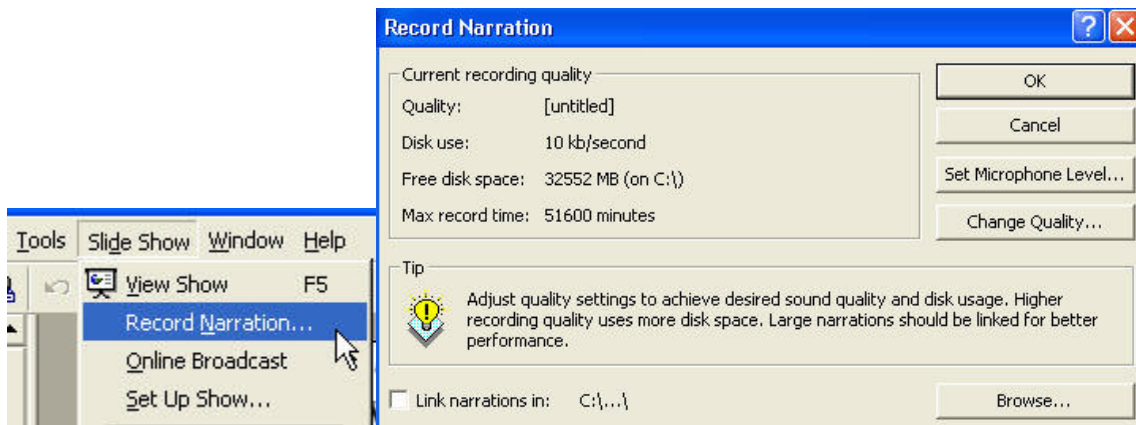 Tools Slide Show Window Help
View Show F5
Record Narration...
Online Broadcast
Set Up Show...
Record Narration
Current recording quality
Quality: [untitled]
Disk use: 10 kb/second
Free disk space: 32552 MB (on C:\)
Max record time: 51600 minutes
OK
Cancel
Set Microphone Level...
Change Quality...
Tip
Adjust quality settings to achieve desired sound quality and disk usage. Higher
recording quality uses more disk space. Large narrations should be linked for better
performance.
Link narrations in: C:\...\
Browse...